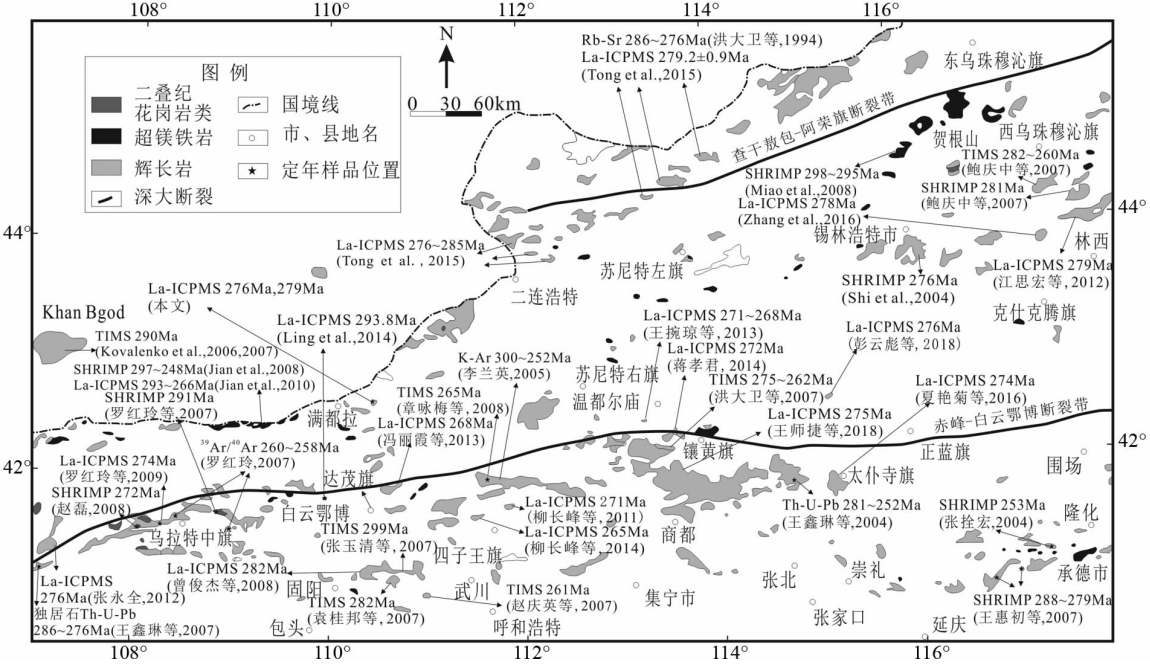 108°
110°
112°
114°
116°
N
0 30 60km
图 例
二叠纪
花岗岩类
超镁铁岩
辉长岩
深大断裂
国境线
市、县地名
定年样品位置
Rb-Sr 286~276Ma(洪大卫等,1994)
La-ICPMS 279.2±0.9Ma
(Tong et al.,2015)
东乌珠穆沁旗
查干敖包-阿荣旗断裂带
贺根山
西乌珠穆沁旗
TIMS 282~260Ma
(鲍庆中等,2007)
SHRIMP 298~295Ma
(Miao et al.,2008)
SHRIMP 281Ma
(鲍庆中等,2007)
La-ICPMS 278Ma
(Zhang et al.,2016)
44°
44°
锡林浩特市
林西
La-ICPMS 276~285Ma
(Tong et al. , 2015)
苏尼特左旗
二连浩特
SHRIMP 276Ma
(Shi et al.,2004)
La-ICPMS 279Ma
(江思宏等, 2012)
克什克腾旗
La-ICPMS 276Ma,279Ma
(本文)
Khan Bgod
La-ICPMS 293.8Ma
(Ling et al.,2014)
La-ICPMS 271~268Ma
(王挽琼等, 2013)
La-ICPMS 276Ma
(彭云彪等, 2018)
TIMS 290Ma
(Kovalenko et al.,2006,2007)
SHRIMP 297~248Ma(Jian et al.,2008)
La-ICPMS 293~266Ma(Jian et al.,2010)
SHRIMP 291Ma
(罗红玲等,2007)
K-Ar 300~252Ma
(李兰英,2005)
La-ICPMS 272Ma
(蒋孝君, 2014)
苏尼特右旗
温都尔庙
TIMS 275~262Ma
(洪大卫等,2007)
La-ICPMS 274Ma
(夏艳菊等,2016)
TIMS 265Ma
(章咏梅等, 2008)
La-ICPMS 268Ma
(冯丽霞等,2013)
满都拉
La-ICPMS 275Ma
(王师捷等,2018)
赤峰-白云鄂博断裂带
³⁹Ar/⁴⁰Ar 260~258Ma
(罗红玲,2007)
42°
42°
La-ICPMS 274Ma
(罗红玲等,2009)
SHRIMP 272Ma
(赵磊,2008)
达茂旗
镶黄旗
正蓝旗
围场
太仆寺旗
乌拉特中旗
白云鄂博
La-ICPMS 271Ma
(柳长峰等, 2011)
La-ICPMS 265Ma
(柳长峰等, 2014)
Th-U-Pb 281~252Ma
(王鑫琳等,2004)
SHRIMP 253Ma
(张拴宏,2004)
隆化
TIMS 299Ma
(张玉清等, 2007)
四子王旗
商都
La-ICPMS 282Ma
(曾俊杰等, 2008)
La-ICPMS
276Ma(张永全,2012)
独居石Th-U-Pb
286~276Ma(王鑫琳等,2007)
固阳
武川
TIMS 282Ma
(袁桂邦等, 2007)
TIMS 261Ma
(赵庆英等, 2007)
集宁市
张北
崇礼
承德市
SHRIMP 288~279Ma
(王惠初等,2007)
包头
呼和浩特
张家口
延庆
108°
110°
112°
114°
116°